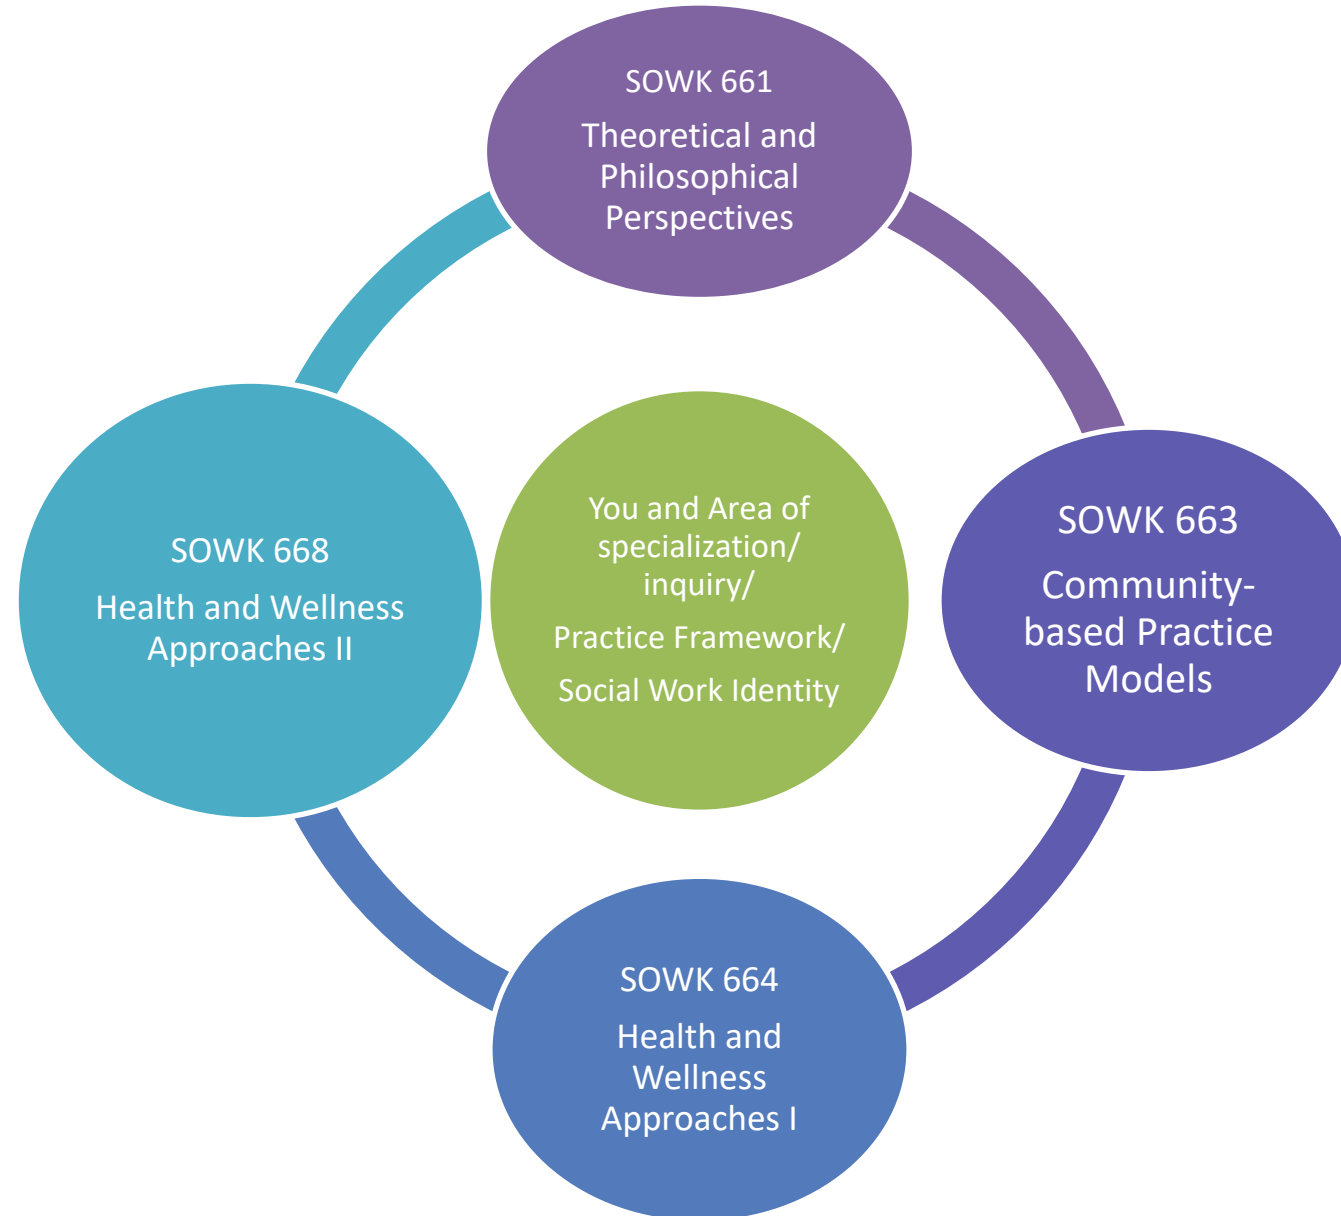 SOWK 661
Theoretical and
Philosophical
Perspectives
SOWK 663
Community-
based Practice
Models
SOWK 664
Health and
Wellness
Approaches I
SOWK 668
Health and Wellness
Approaches II
You and Area of
specialization/
inquiry/
Practice Framework/
Social Work Identity